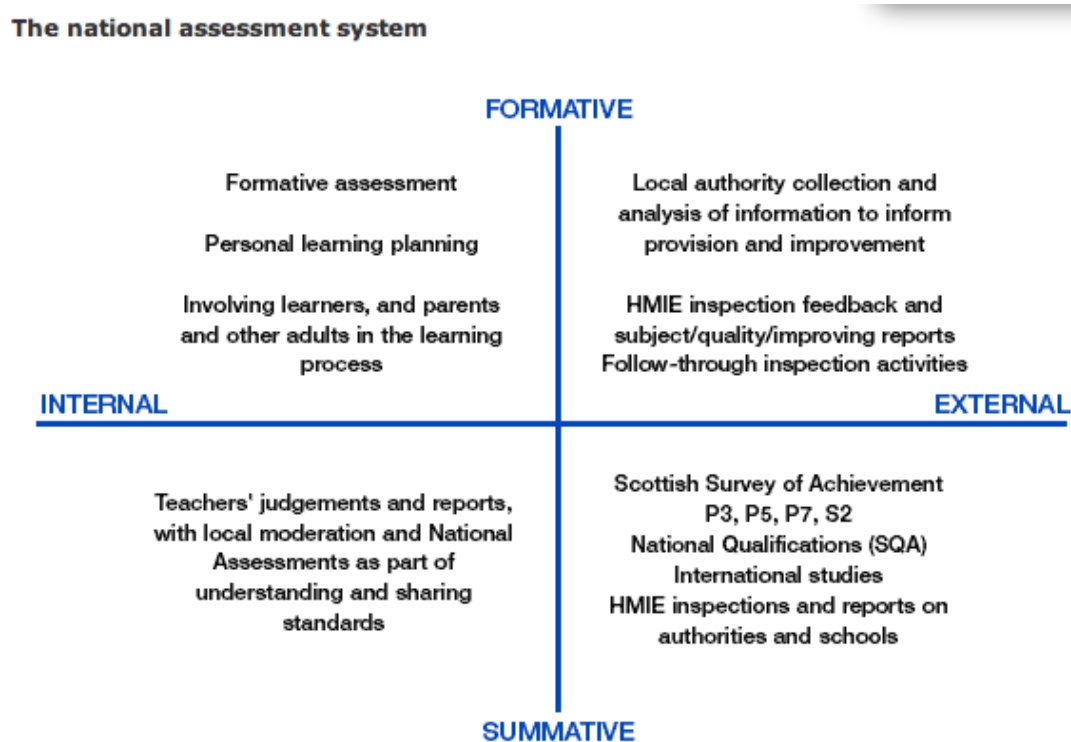 The national assessment system
FORMATIVE
Formative assessment
Personal learning planning
Involving learners, and parents
and other adults in the learning
process
Local authority collection and
analysis of information to inform
provision and improvement
HMIE inspection feedback and
subject/quality/improving reports
Follow-through inspection activities
INTERNAL
EXTERNAL
Teachers' judgements and reports,
with local moderation and National
Assessments as part of
understanding and sharing
standards
Scottish Survey of Achievement
P3, P5, P7, S2
National Qualifications (SQA)
International studies
HMIE inspections and reports on
authorities and schools
SUMMATIVE